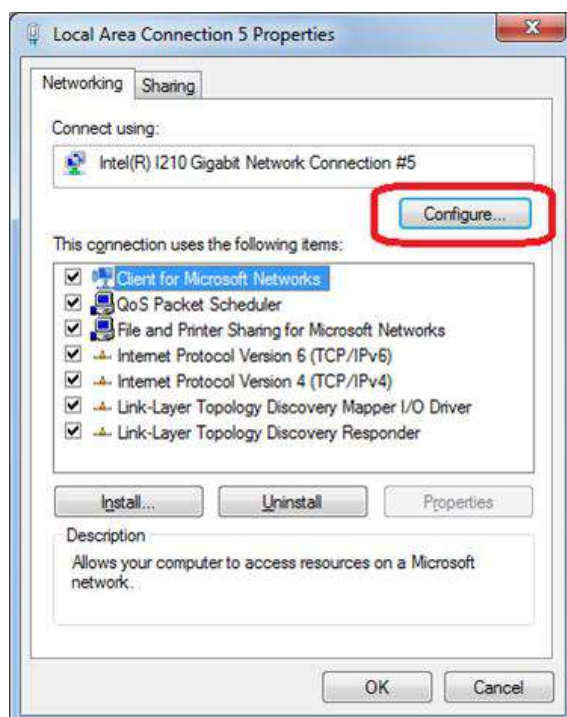 Local Area Connection 5 Properties
Networking
Sharing
Connect using:
Intel(R) I210 Gigabit Network Connection #5
Configure...
This connection uses the following items:
Client for Microsoft Networks
QoS Packet Scheduler
File and Printer Sharing for Microsoft Networks
Internet Protocol Version 6 (TCP/IPv6)
Internet Protocol Version 4 (TCP/IPv4)
Link-Layer Topology Discovery Mapper I/O Driver
Link-Layer Topology Discovery Responder
Install...
Uninstall
Properties
Description
Allows your computer to access resources on a Microsoft
network.
OK
Cancel